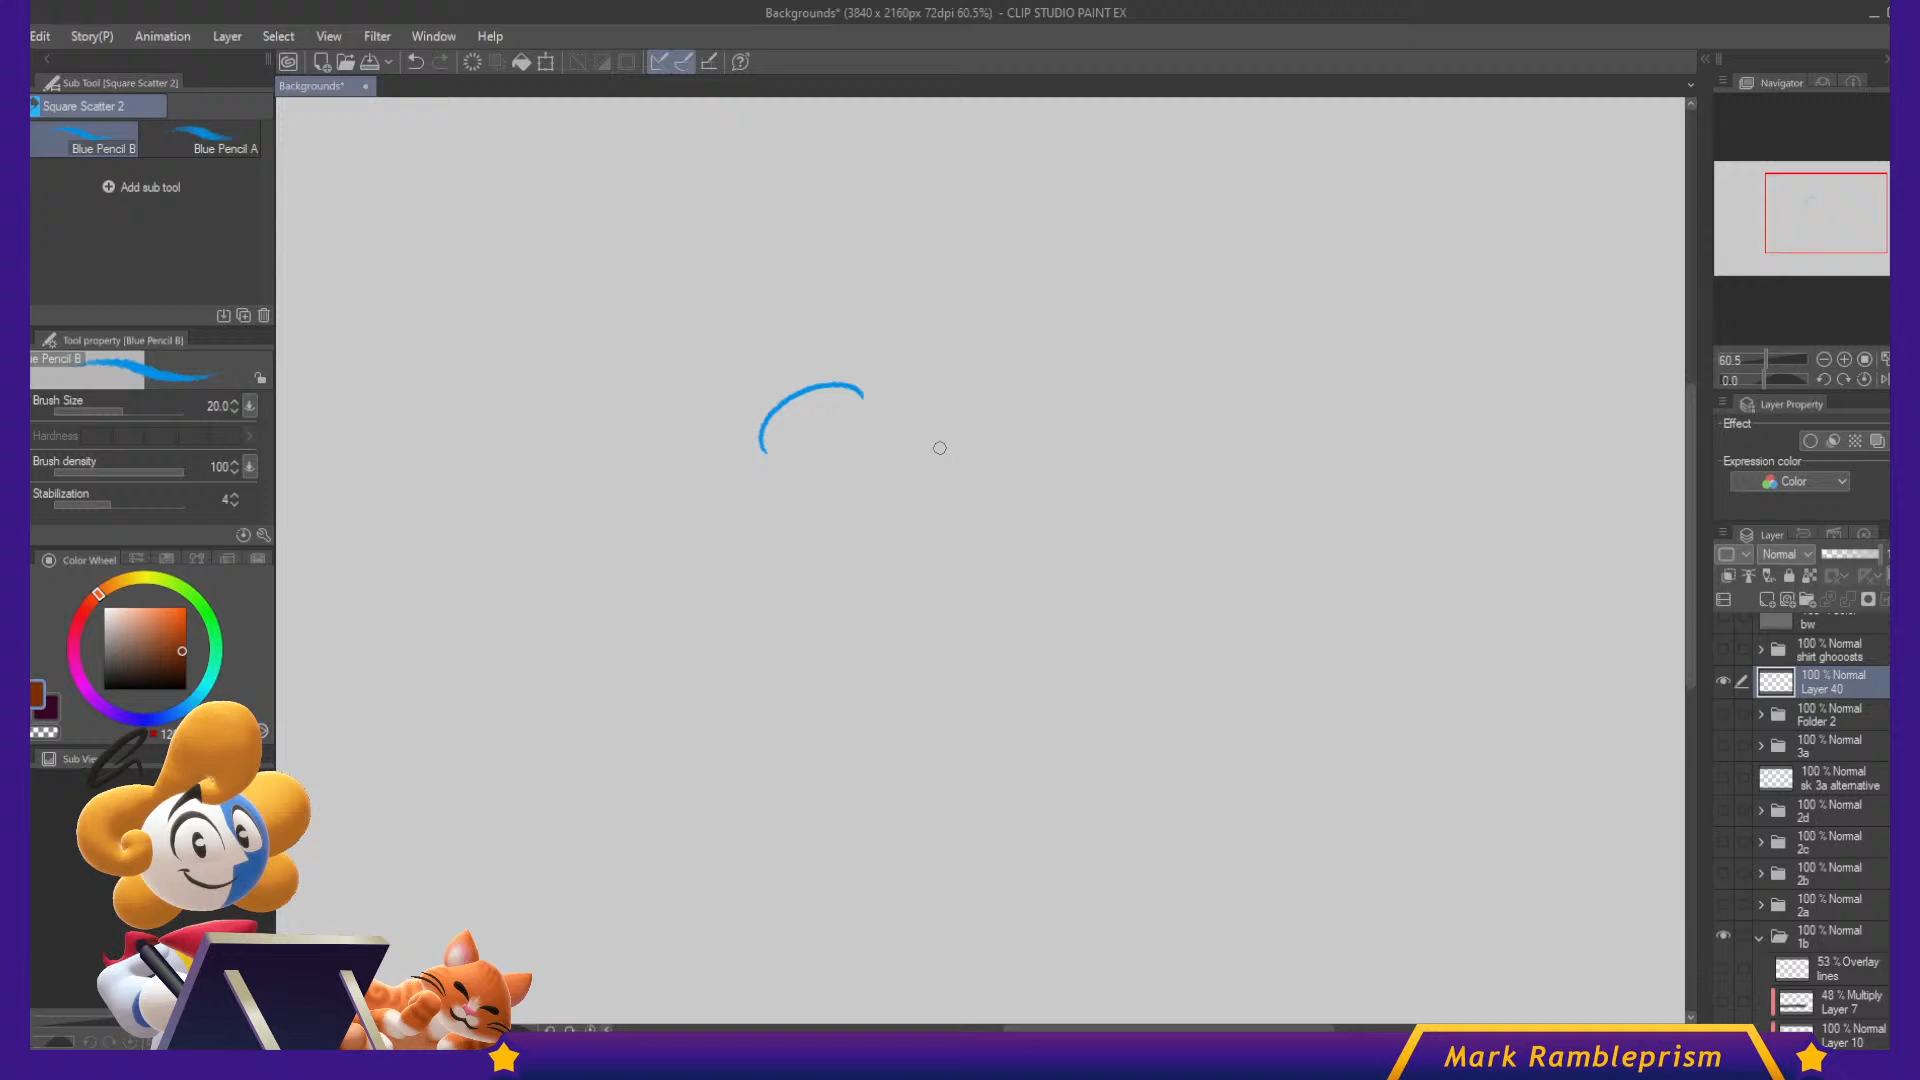 Backgrounds* (3840 x 2160px 72dpi 60.5%) - CLIP STUDIO PAINT EX
Edit Story(P) Animation Layer Select View Filter Window Help
Sub Tool [Square Scatter 2]
Backgrounds*
Navigator
Square Scatter 2
Blue Pencil B
Blue Pencil A
Add sub tool
Tool property [Blue Pencil B]
ue Pencil B
Brush Size 20.0
Hardness
Brush density 100
Stabilization 4
Color Wheel
Sub Vie
60.5
0.0
Layer Property
Effect
Expression color
Color
Layer
Normal
bw
100 % Normal
shirt ghooosts
100 % Normal
Layer 40
100 % Normal
Folder 2
100 % Normal
3a
100 % Normal
sk 3a alternative
100 % Normal
2d
100 % Normal
2c
100 % Normal
2b
100 % Normal
2a
100 % Normal
1b
53 % Overlay
lines
48 % Multiply
Layer 7
100 % Normal
Layer 10
Mark Rambleprism